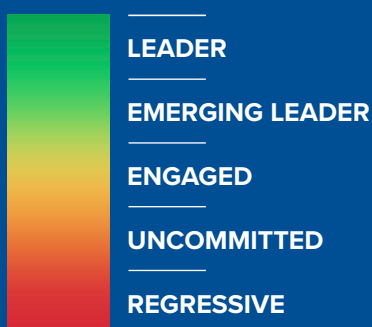 LEADER
EMERGING LEADER
ENGAGED
UNCOMMITTED
REGRESSIVE